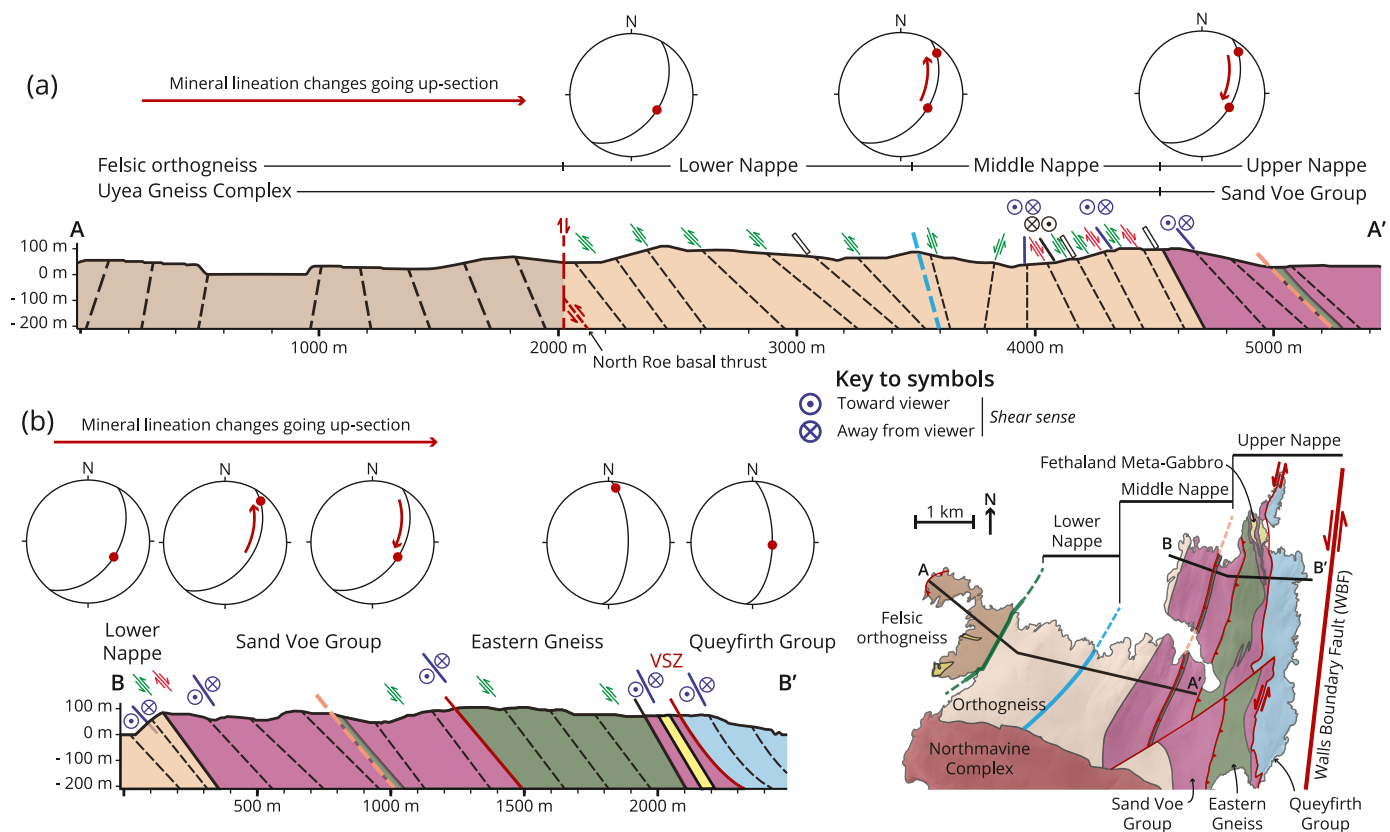 N
N
N
(a)
Mineral lineation changes going up-section
Felsic orthogneiss
Lower Nappe
Middle Nappe
Upper Nappe
Uyea Gneiss Complex
Sand Voe Group
A
A'
100 m
0 m
- 100 m
- 200 m
1000 m
2000 m
3000 m
4000 m
5000 m
North Roe basal thrust
Key to symbols
Toward viewer
Away from viewer
Shear sense
(b)
Mineral lineation changes going up-section
N
N
N
N
N
Lower
Nappe
Sand Voe Group
Eastern Gneiss
Queyfirth Group
VSZ
B
B'
100 m
0 m
- 100 m
- 200 m
500 m
1000 m
2000 m
Upper Nappe
Fethaland Meta-Gabbro
Middle Nappe
1 km
N
Lower
Nappe
A
B
B'
Felsic
orthogneiss
A'
Orthogneiss
Northmavine
Complex
Walls Boundary Fault (WBF)
Sand Voe
Group
Eastern
Gneiss
Queyfirth
Group